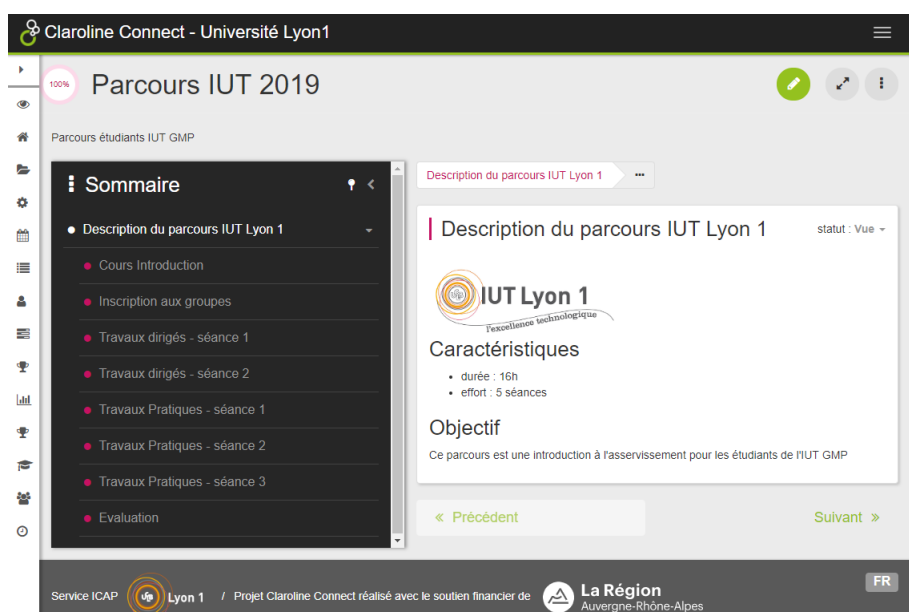 Claroline Connect - Université Lyon1
100%
Parcours IUT 2019
Parcours étudiants IUT GMP
Sommaire
Description du parcours IUT Lyon 1
Cours Introduction
Inscription aux groupes
Travaux dirigés - séance 1
Travaux dirigés - séance 2
Travaux Pratiques - séance 1
Travaux Pratiques - séance 2
Travaux Pratiques - séance 3
Evaluation
Description du parcours IUT Lyon 1
Description du parcours IUT Lyon 1
statut : Vue
IUT Lyon 1
l'excellence technologique
Caractéristiques
durée : 16h
effort : 5 séances
Objectif
Ce parcours est une introduction à l'asservissement pour les étudiants de l'IUT GMP
« Précédent
Suivant »
Service ICAP
Lyon 1
/ Projet Claroline Connect réalisé avec le soutien financier de
La Région
Auvergne-Rhône-Alpes
FR